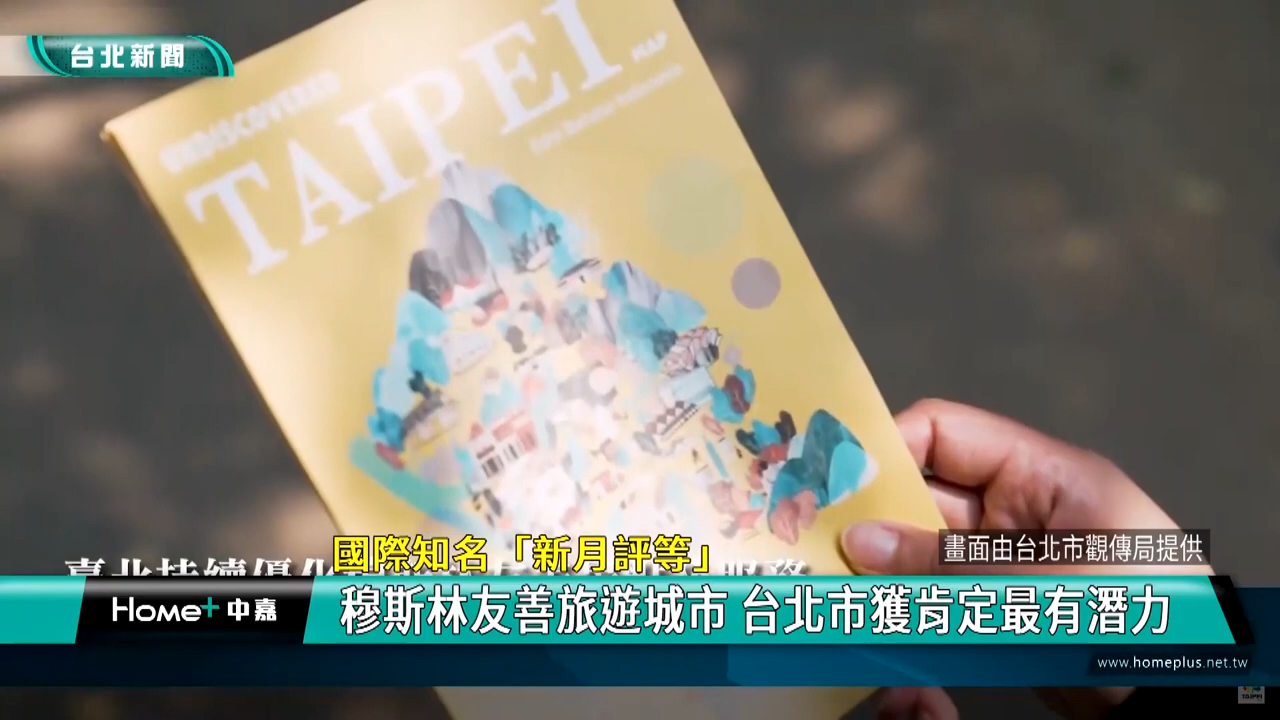 台北新聞
UNDISCOVERED
TAIPEI
MAP
國際知名「新月評等」
畫面由台北市觀傳局提供
Home+中嘉
穆斯林友善旅遊城市 台北市獲肯定最有潛力
www.homeplus.net.tw
TAIPEI